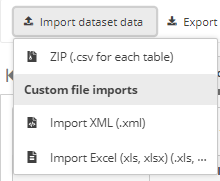 Import dataset data
Export
ZIP (.csv for each table)
Custom file imports
Import XML (.xml)
Import Excel (xls, xlsx) (.xls, ...